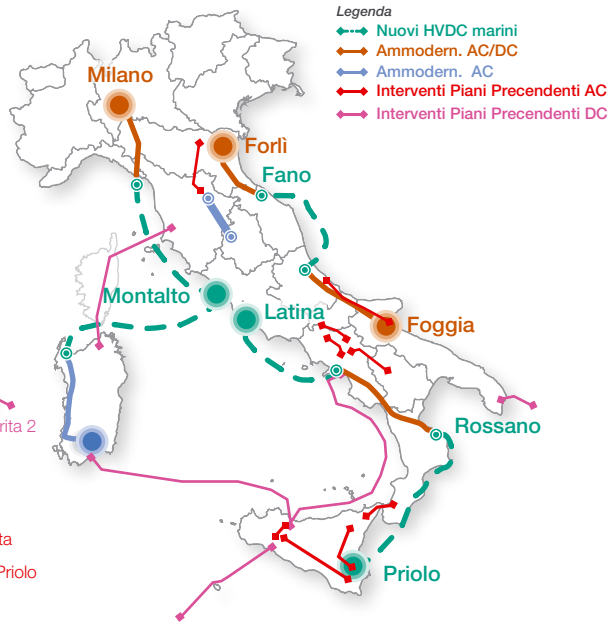 Legenda
Nuovi HVDC marini
Ammodern. AC/DC
Ammodern. AC
Interventi Piani Precendenti AC
Interventi Piani Precendenti DC
Milano
Forlì
Fano
Montalto
Latina
Foggia
rita 2
Rossano
ta
Priolo
Priolo